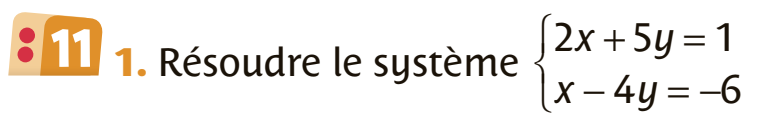 11 1. Résoudre le système { 2x + 5y = 1
x – 4y = –6